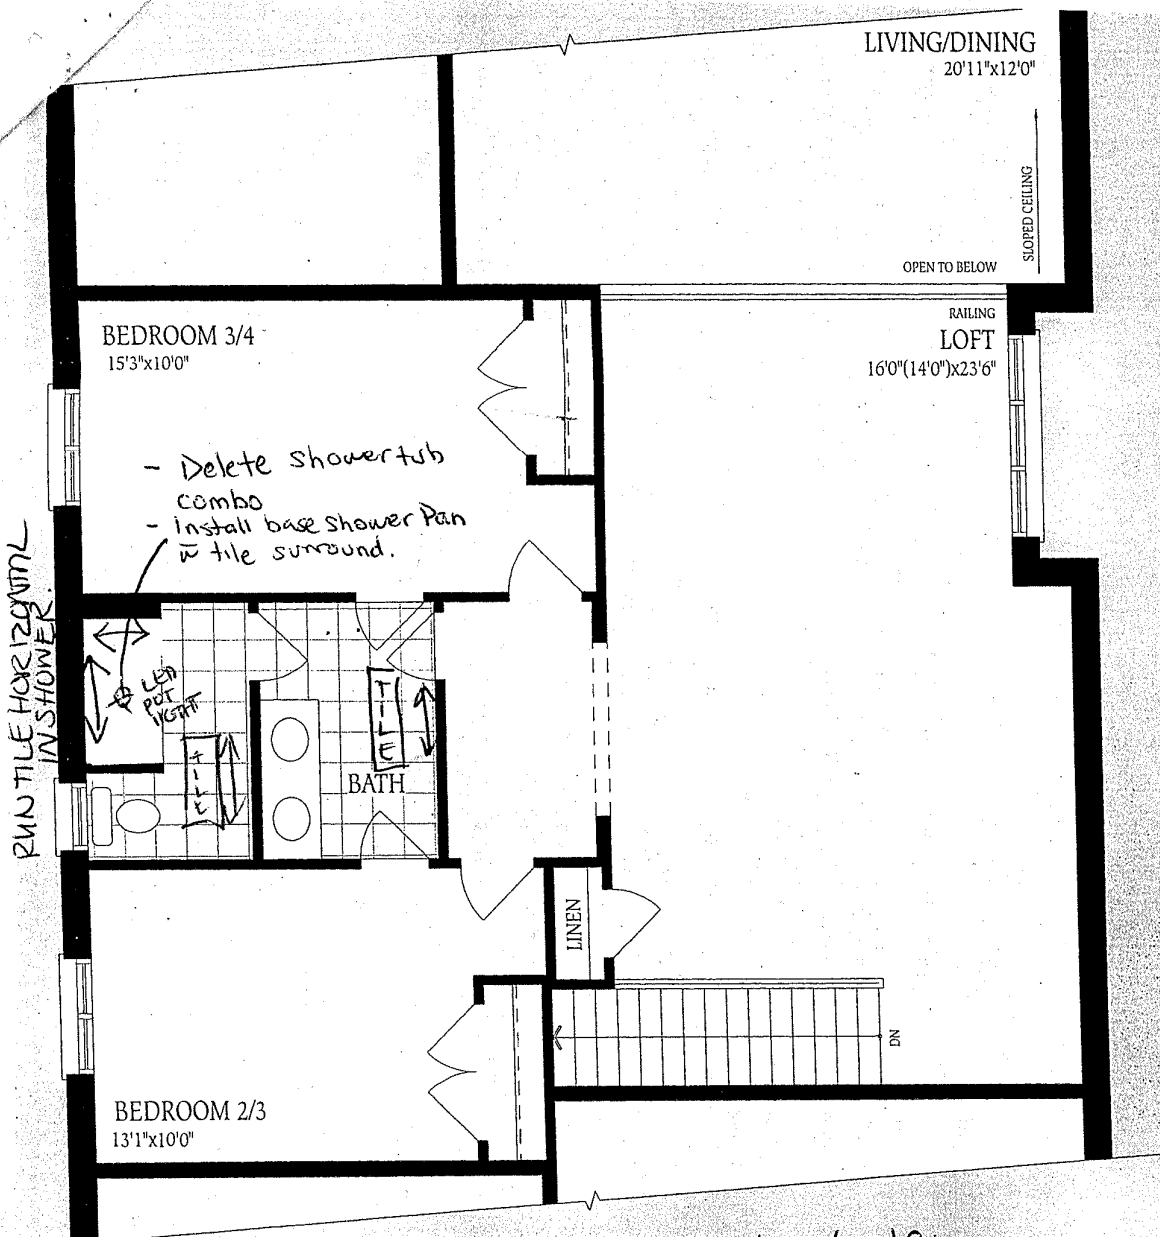 LIVING/DINING
20'11"x12'0"
SLOPED CEILING
OPEN TO BELOW
RAILING
LOFT
16'0"(14'0")x23'6"
BEDROOM 3/4
15'3"x10'0"
- Delete shower tub
combo
- install base shower Pan
w̄ tile surround.
RUN TILE HORIZONTAL
IN SHOWER.
LED
POT
LIGHT
TILE
TILE
BATH
LINEN
DN
BEDROOM 2/3
13'1"x10'0"